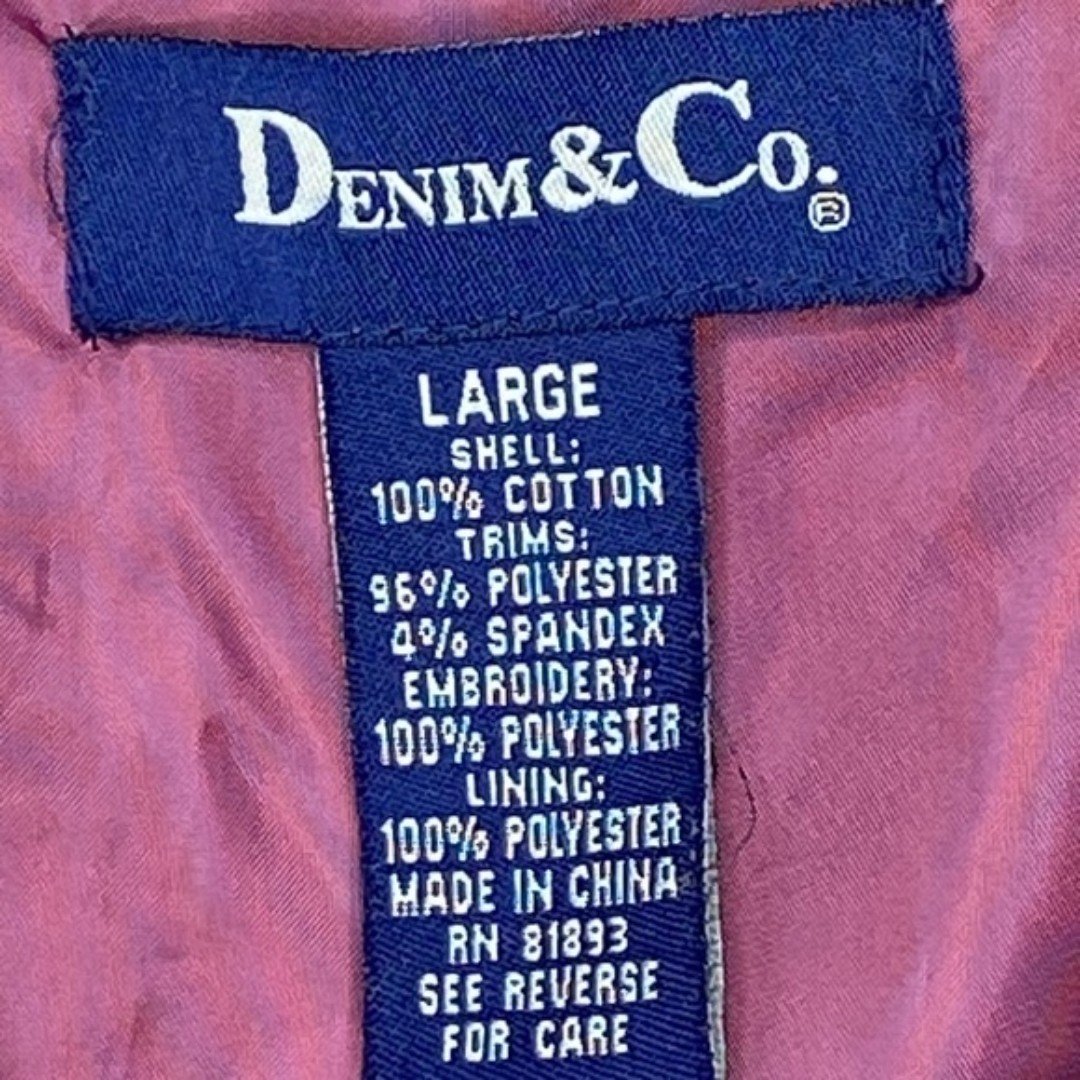 DENIM & CO. ®
LARGE
SHELL:
100% COTTON
TRIMS:
96% POLYESTER
4% SPANDEX
EMBROIDERY:
100% POLYESTER
LINING:
100% POLYESTER
MADE IN CHINA
RN 81893
SEE REVERSE
FOR CARE